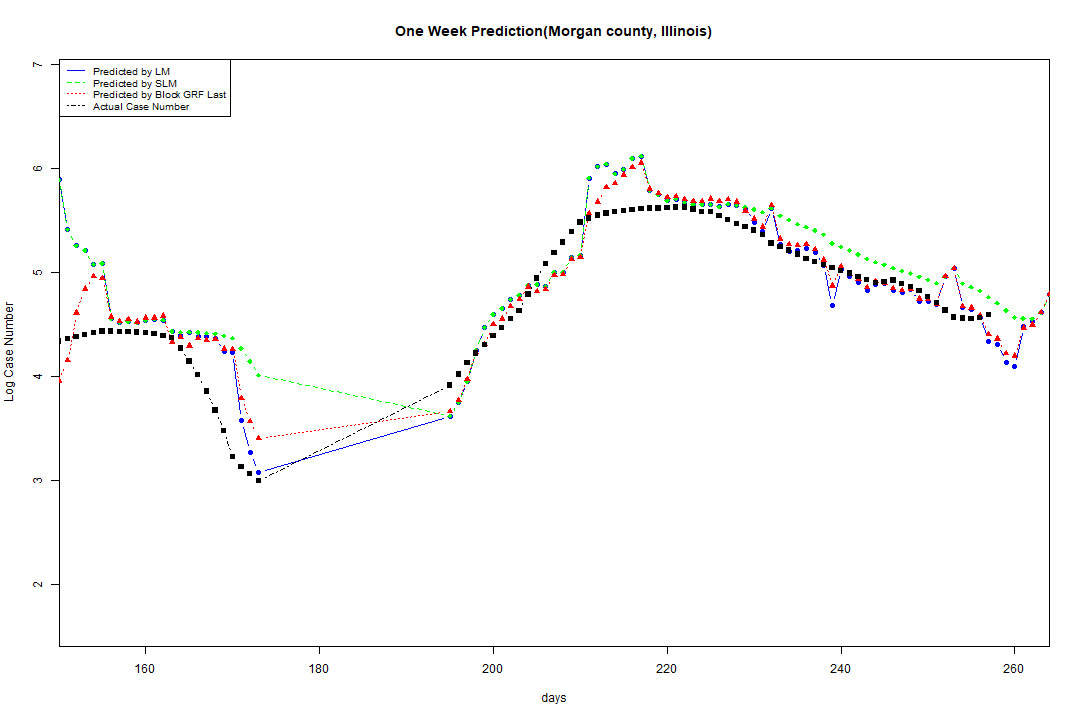 One Week Prediction(Morgan county, Illinois)
Predicted by LM
Predicted by SLM
Predicted by Block GRF Last
Actual Case Number
7
6
5
4
3
2
Log Case Number
160 180 200 220 240 260
days